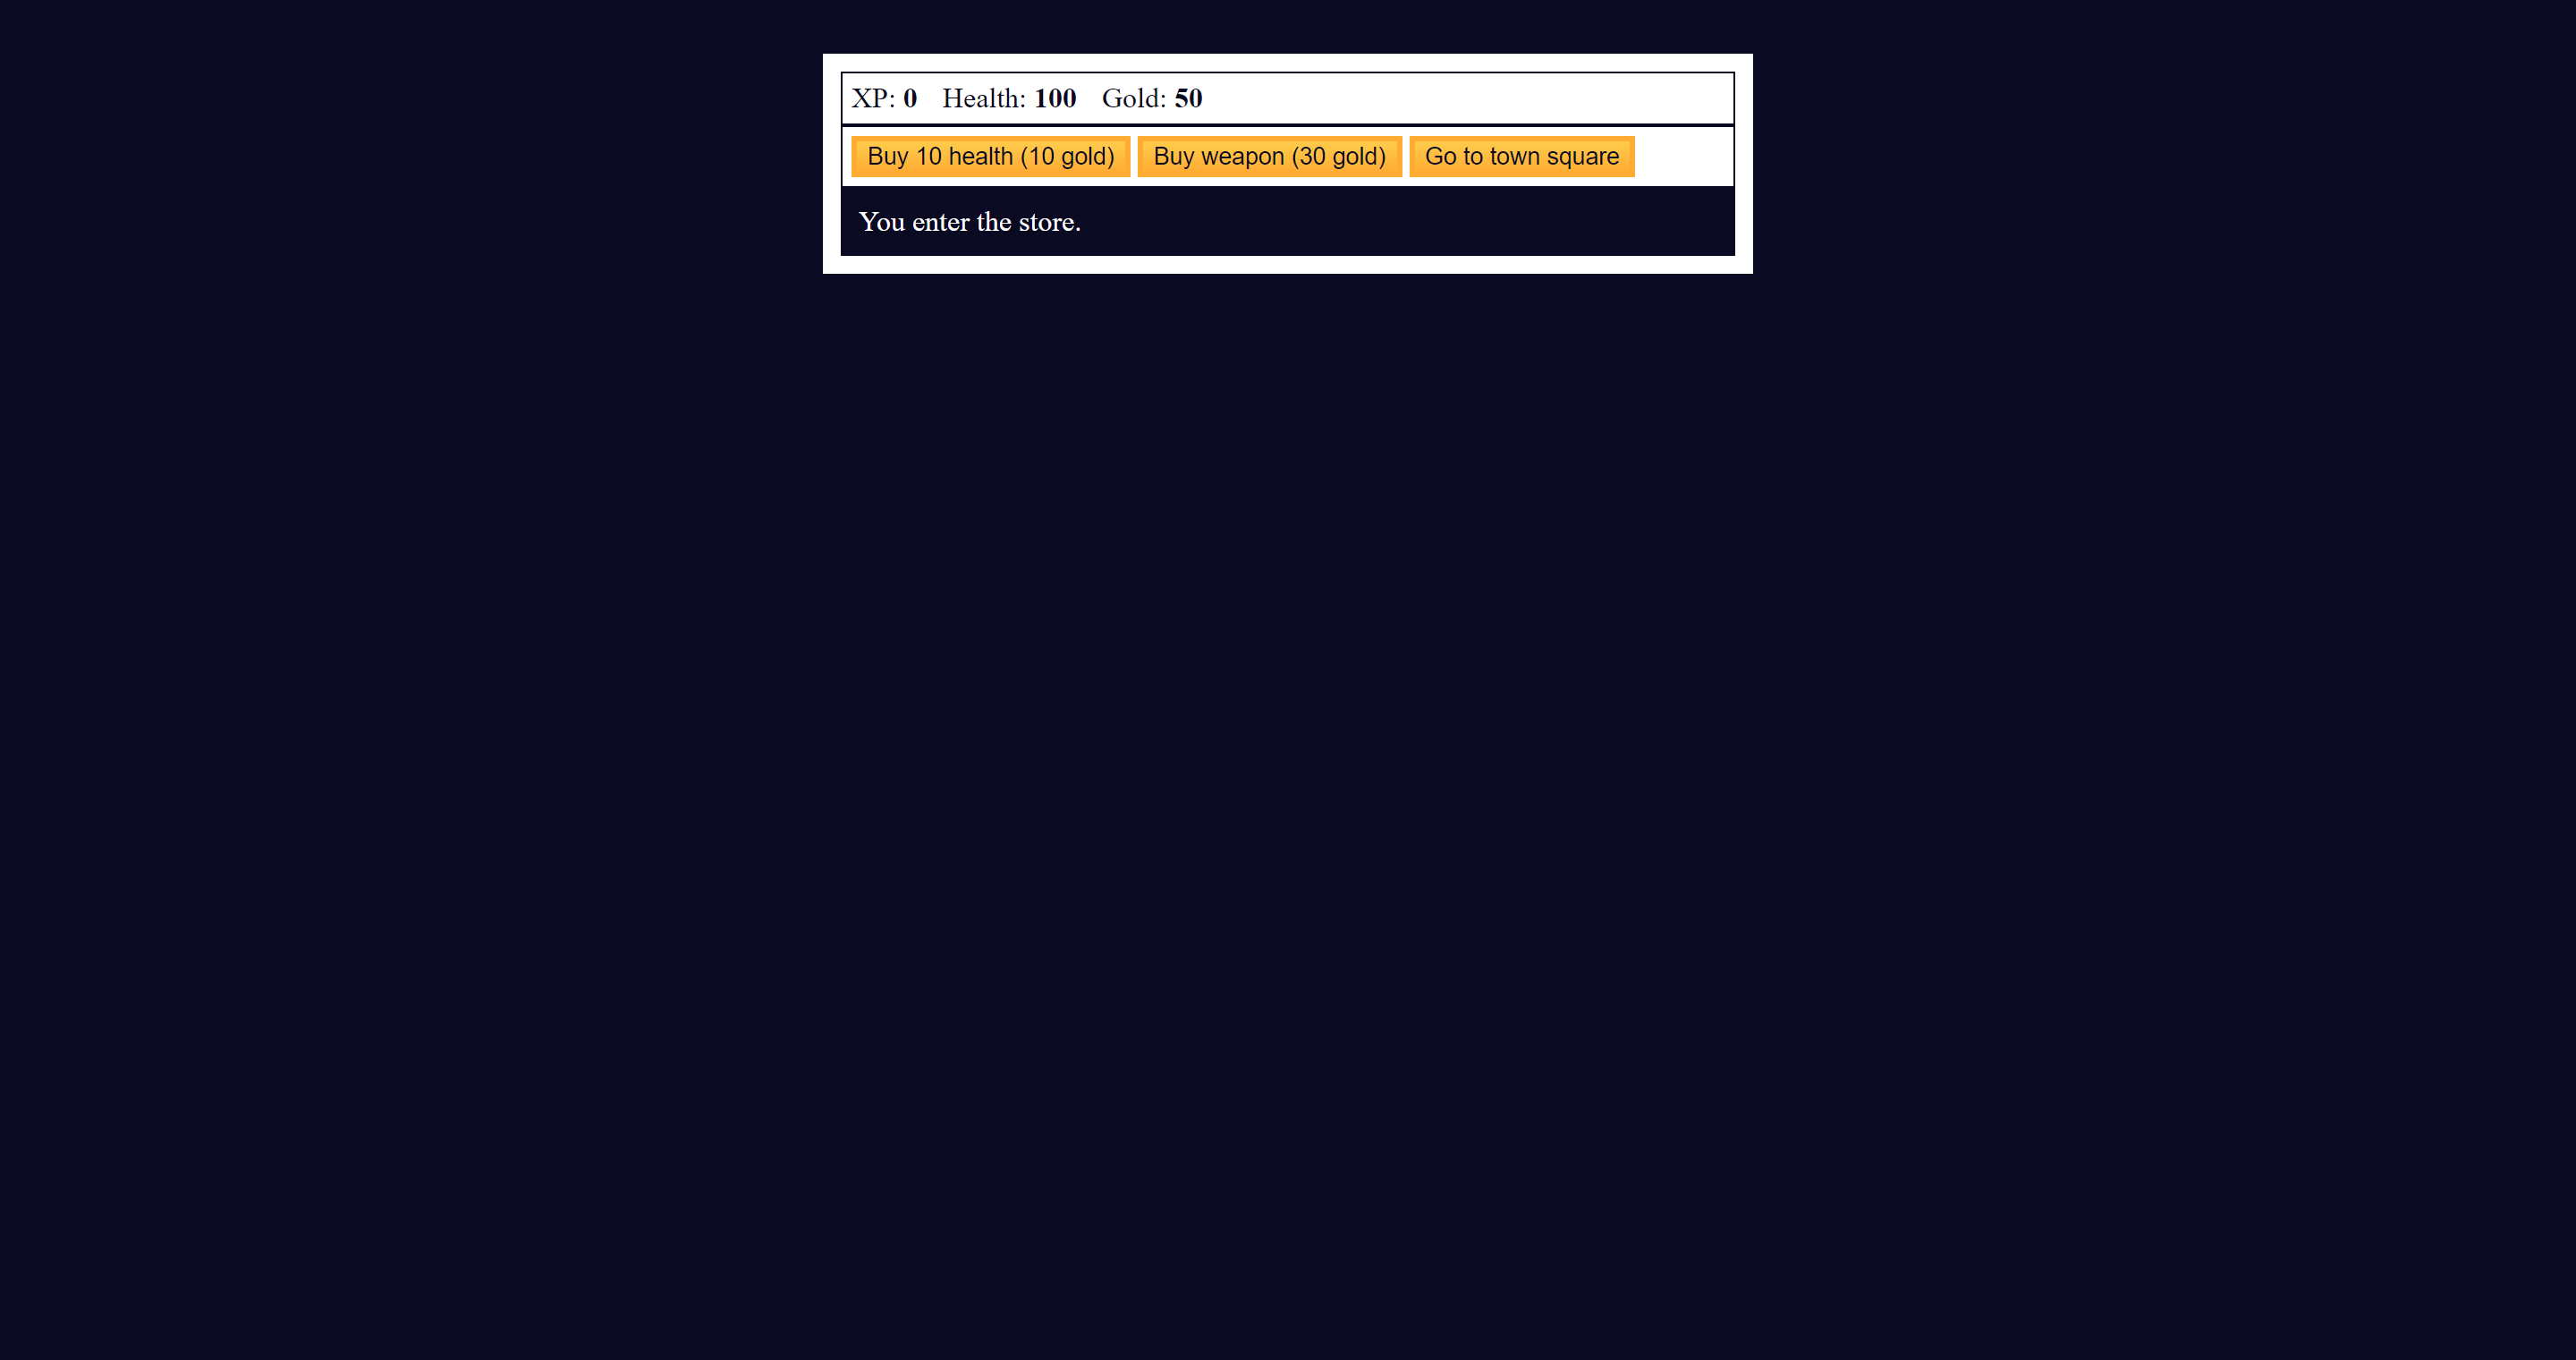 XP: 0 Health: 100 Gold: 50
Buy 10 health (10 gold) Buy weapon (30 gold) Go to town square
You enter the store.